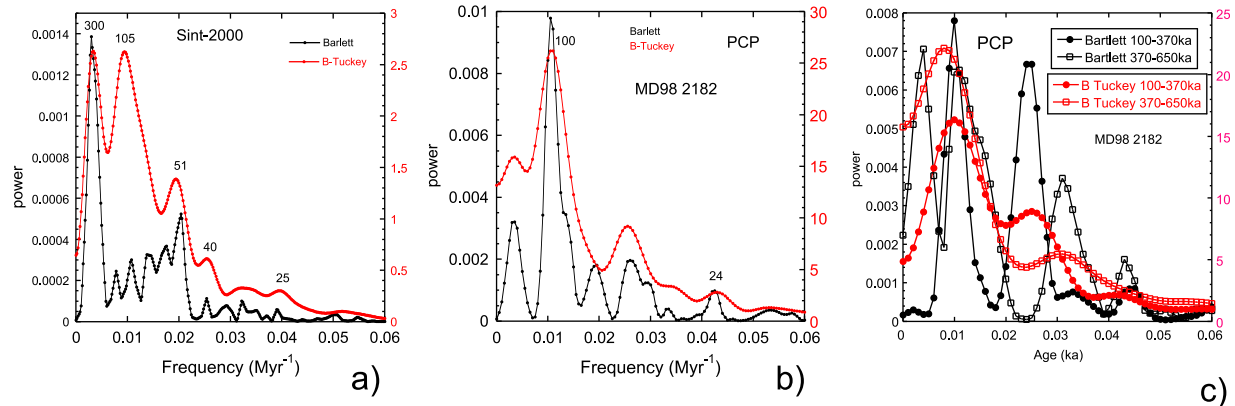 Sint-2000
300
105
51
40
25
Barlett
B-Tuckey
power
0.0014
0.0012
0.001
0.0008
0.0006
0.0004
0.0002
0
3
2.5
2
1.5
1
0.5
0
0 0.01 0.02 0.03 0.04 0.05 0.06
Frequency (Myr-1)
a)
PCP
Barlett
B-Tuckey
100
MD98 2182
24
power
0.01
0.008
0.006
0.004
0.002
0.000
30
25
20
15
10
5
0
0 0.01 0.02 0.03 0.04 0.05 0.06
Frequency (Myr-1)
b)
PCP
Bartlett 100-370ka
Bartlett 370-650ka
B Tuckey 100-370ka
B Tuckey 370-650ka
MD98 2182
power
0.008
0.007
0.006
0.005
0.004
0.003
0.002
0.001
0
25
20
15
10
5
0
0 0.01 0.02 0.03 0.04 0.05 0.06
Age (ka)
c)